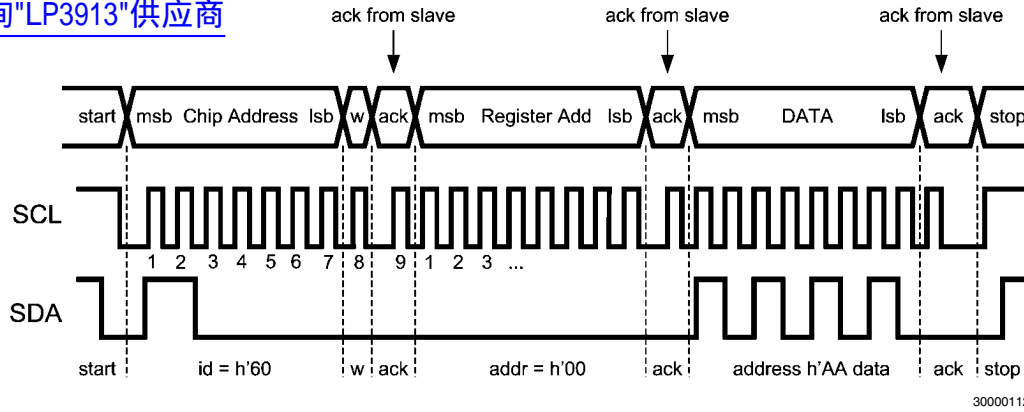 询"LP3913"供应商
ack from slave ack from slave ack from slave
start msb Chip Address lsb w ack msb Register Add lsb ack msb DATA lsb ack stop
SCL
1 2 3 4 5 6 7 8 9 1 2 3 ...
SDA
start id = h'60 w ack addr = h'00 ack address h'AA data ack stop